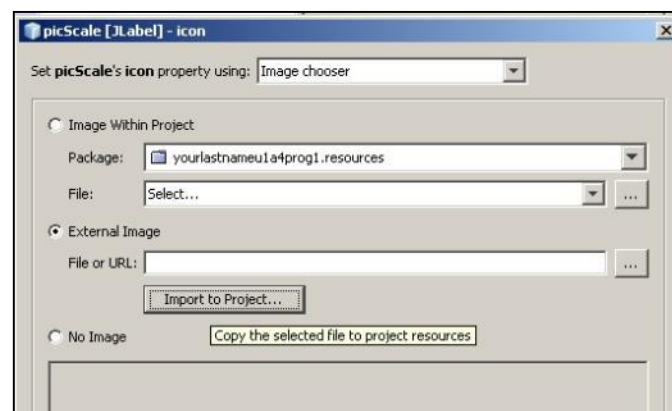 picScale [JLabel] - icon
Set picScale's icon property using: Image chooser
Image Within Project
Package: yourlastnameu1a4prog1.resources
File: Select... ...
External Image
File or URL: ...
Import to Project...
No Image
Copy the selected file to project resources